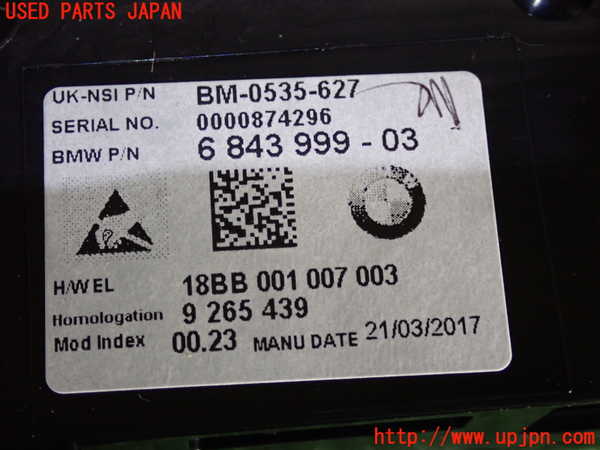 USED PARTS JAPAN
UK-NSI P/N BM-0535-627
SERIAL NO. 0000874296
BMW P/N 6 843 999 - 03
H/W EL 18BB 001 007 003
Homologation 9 265 439
Mod Index 00.23 MANU DATE 21/03/2017
http://www.upjpn.com/